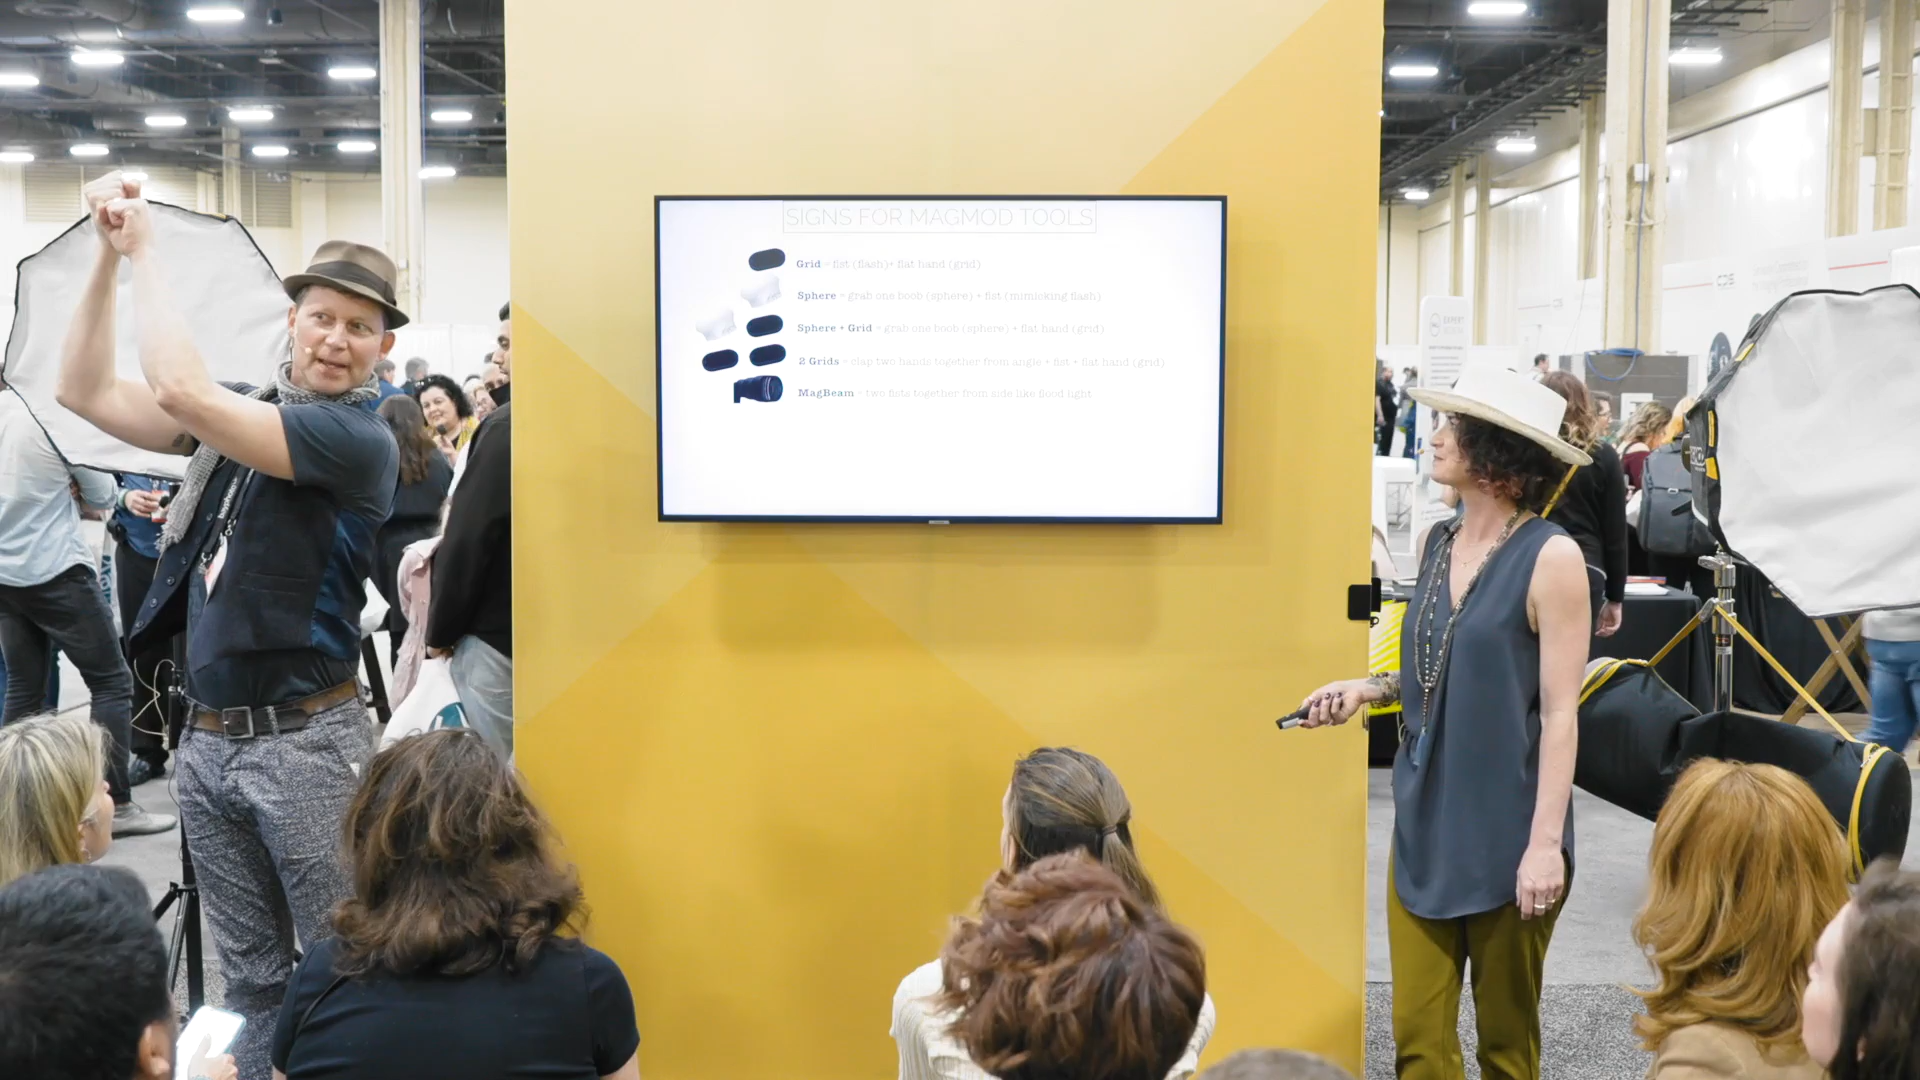 SIGNS FOR MAGMOD TOOLS
Grid = fist (flash)+ flat hand (grid)
Sphere = grab one boob (sphere) + fist (mimicking flash)
Sphere + Grid = grab one boob (sphere) + flat hand (grid)
2 Grids = clap two hands together from angle + fist + flat hand (grid)
MagBeam = two fists together from side like flood light
EXPERT